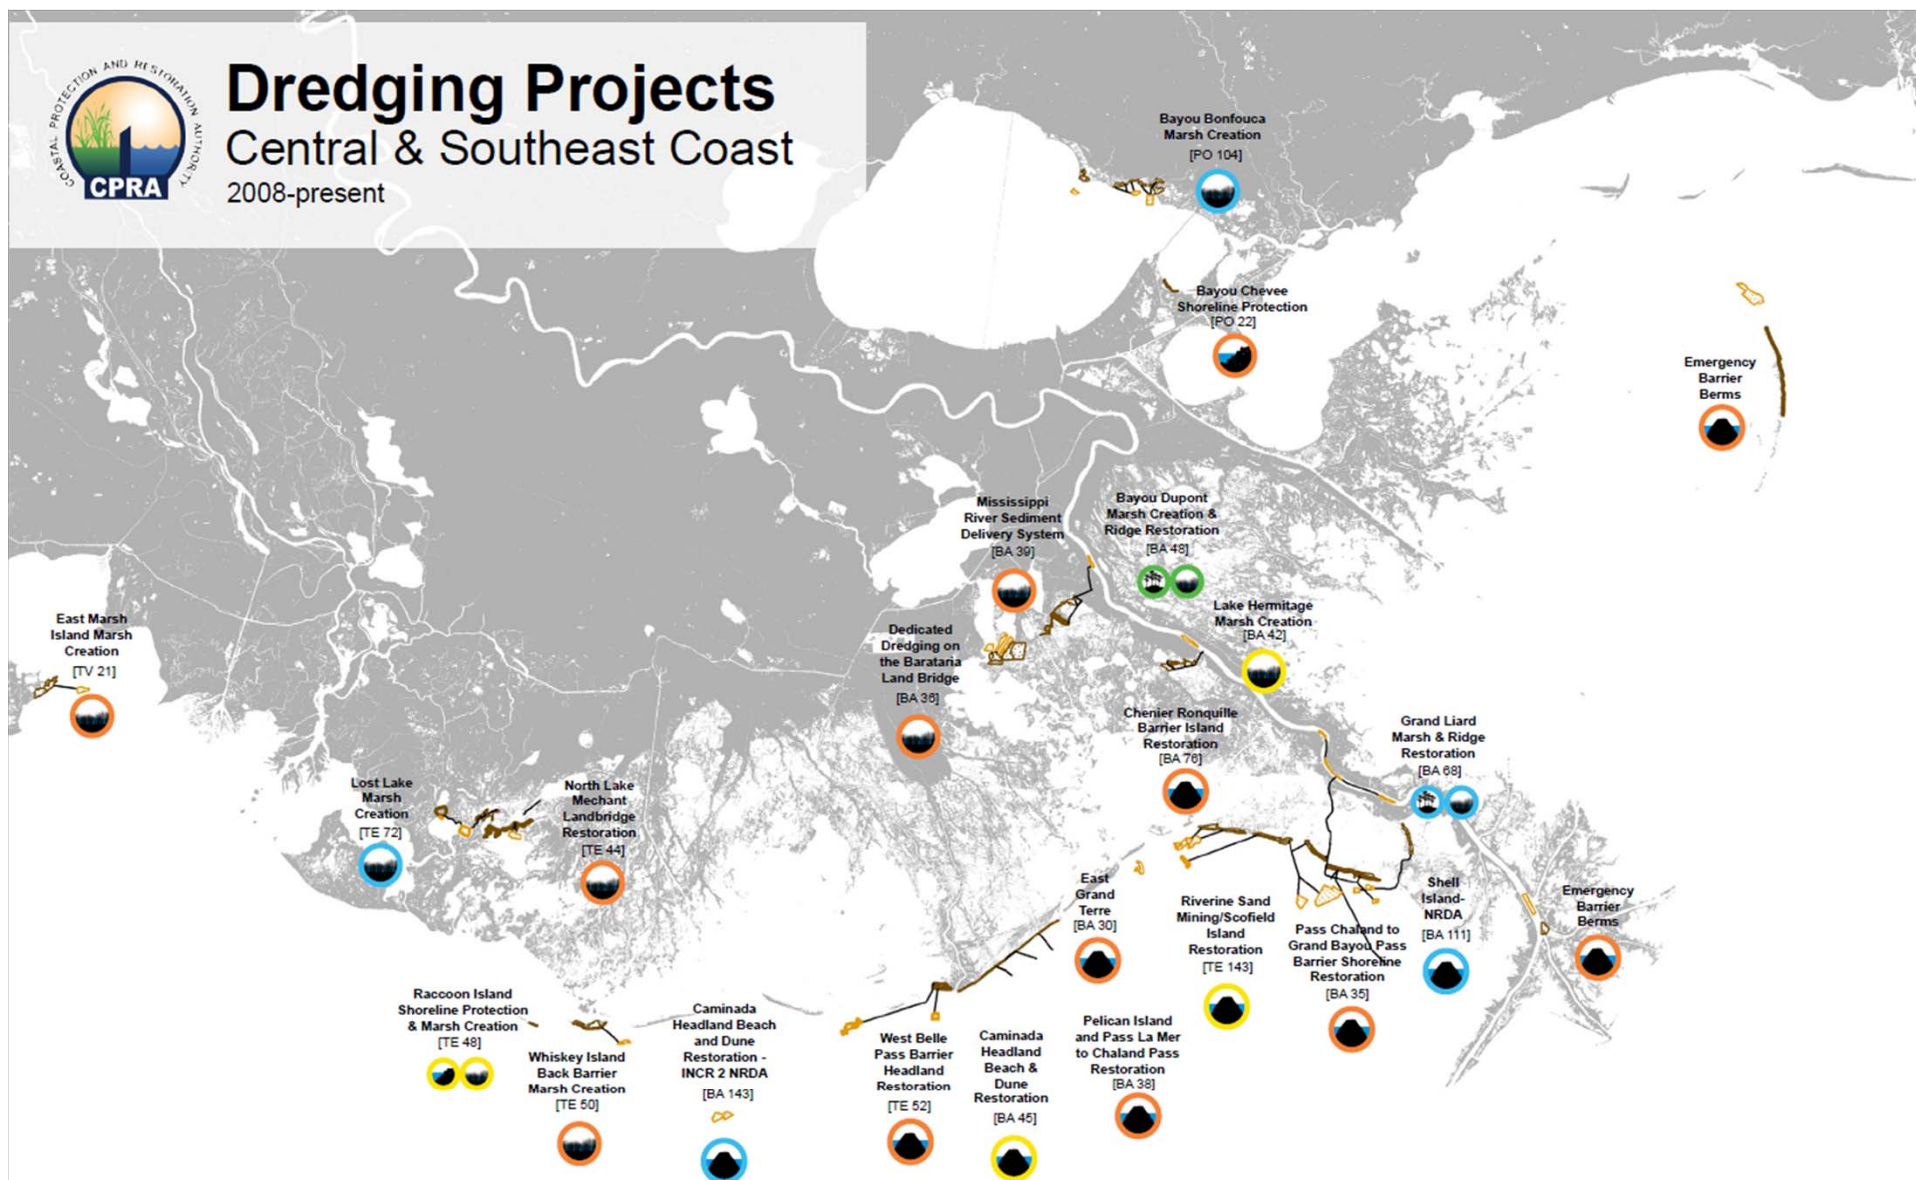 COASTAL PROTECTION AND RESTORATION AUTHORITY
CPRA
Dredging Projects
Central & Southeast Coast
2008-present
Bayou Bonfouca
Marsh Creation
[PO 104]
Bayou Chevee
Shoreline Protection
[PO 22]
Emergency
Barrier
Berms
Mississippi
River Sediment
Delivery System
[BA 39]
Bayou Dupont
Marsh Creation &
Ridge Restoration
[BA 48]
Lake Hermitage
Marsh Creation
[BA 42]
East Marsh
Island Marsh
Creation
[TV 21]
Dedicated
Dredging on
the Barataria
Land Bridge
[BA 36]
Chenier Ronquille
Barrier Island
Restoration
[BA 76]
Grand Liard
Marsh & Ridge
Restoration
[BA 68]
Lost Lake
Marsh
Creation
[TE 72]
North Lake
Mechant
Landbridge
Restoration
[TE 44]
East
Grand
Terre
[BA 30]
Riverine Sand
Mining/Scofield
Island
Restoration
[TE 143]
Pass Chaland to
Grand Bayou Pass
Barrier Shoreline
Restoration
[BA 35]
Shell
Island-
NRDA
[BA 111]
Emergency
Barrier
Berms
Raccoon Island
Shoreline Protection
& Marsh Creation
[TE 48]
Whiskey Island
Back Barrier
Marsh Creation
[TE 50]
Caminada
Headland Beach
and Dune
Restoration -
INCR 2 NRDA
[BA 143]
West Belle
Pass Barrier
Headland
Restoration
[TE 52]
Caminada
Headland
Beach &
Dune
Restoration
[BA 45]
Pelican Island
and Pass La Mer
to Chaland Pass
Restoration
[BA 38]